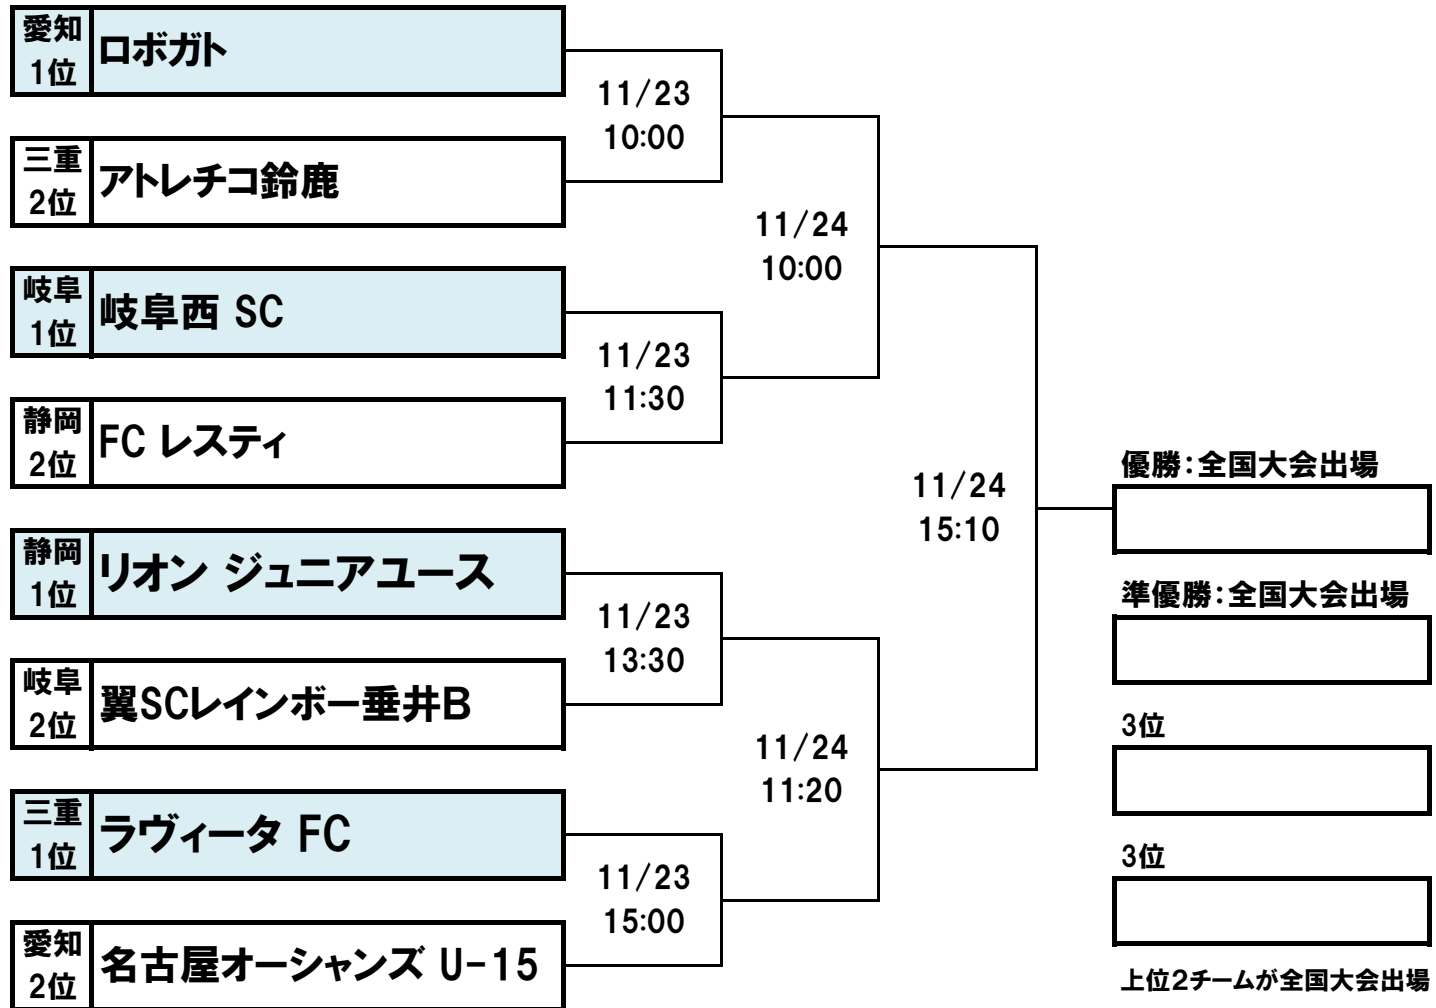 愛知
1位
ロボガト
三重
2位
アトレチコ鈴鹿
岐阜
1位
岐阜西 SC
静岡
2位
FC レスティ
静岡
1位
リオン ジュニアユース
岐阜
2位
翼SCレインボー垂井B
三重
1位
ラヴィータ FC
愛知
2位
名古屋オーシャンズ U-15
11/23
10:00
11/23
11:30
11/23
13:30
11/23
15:00
11/24
10:00
11/24
11:20
11/24
15:10
優勝：全国大会出場
準優勝：全国大会出場
3位
3位
上位2チームが全国大会出場